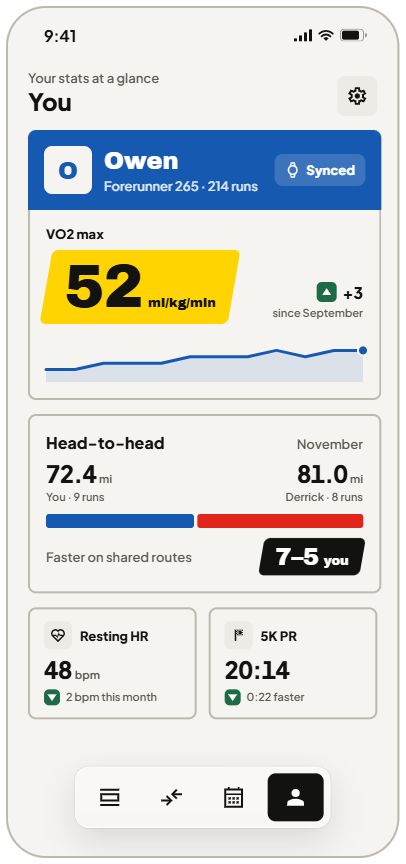 9:41
Your stats at a glance
You
O
Owen
Forerunner 265 · 214 runs
Synced
VO2 max
52 ml/kg/min
+3
since September
Head-to-head
November
72.4 mi
81.0 mi
You · 9 runs
Derrick · 8 runs
Faster on shared routes
7–5 you
Resting HR
48 bpm
2 bpm this month
5K PR
20:14
0:22 faster